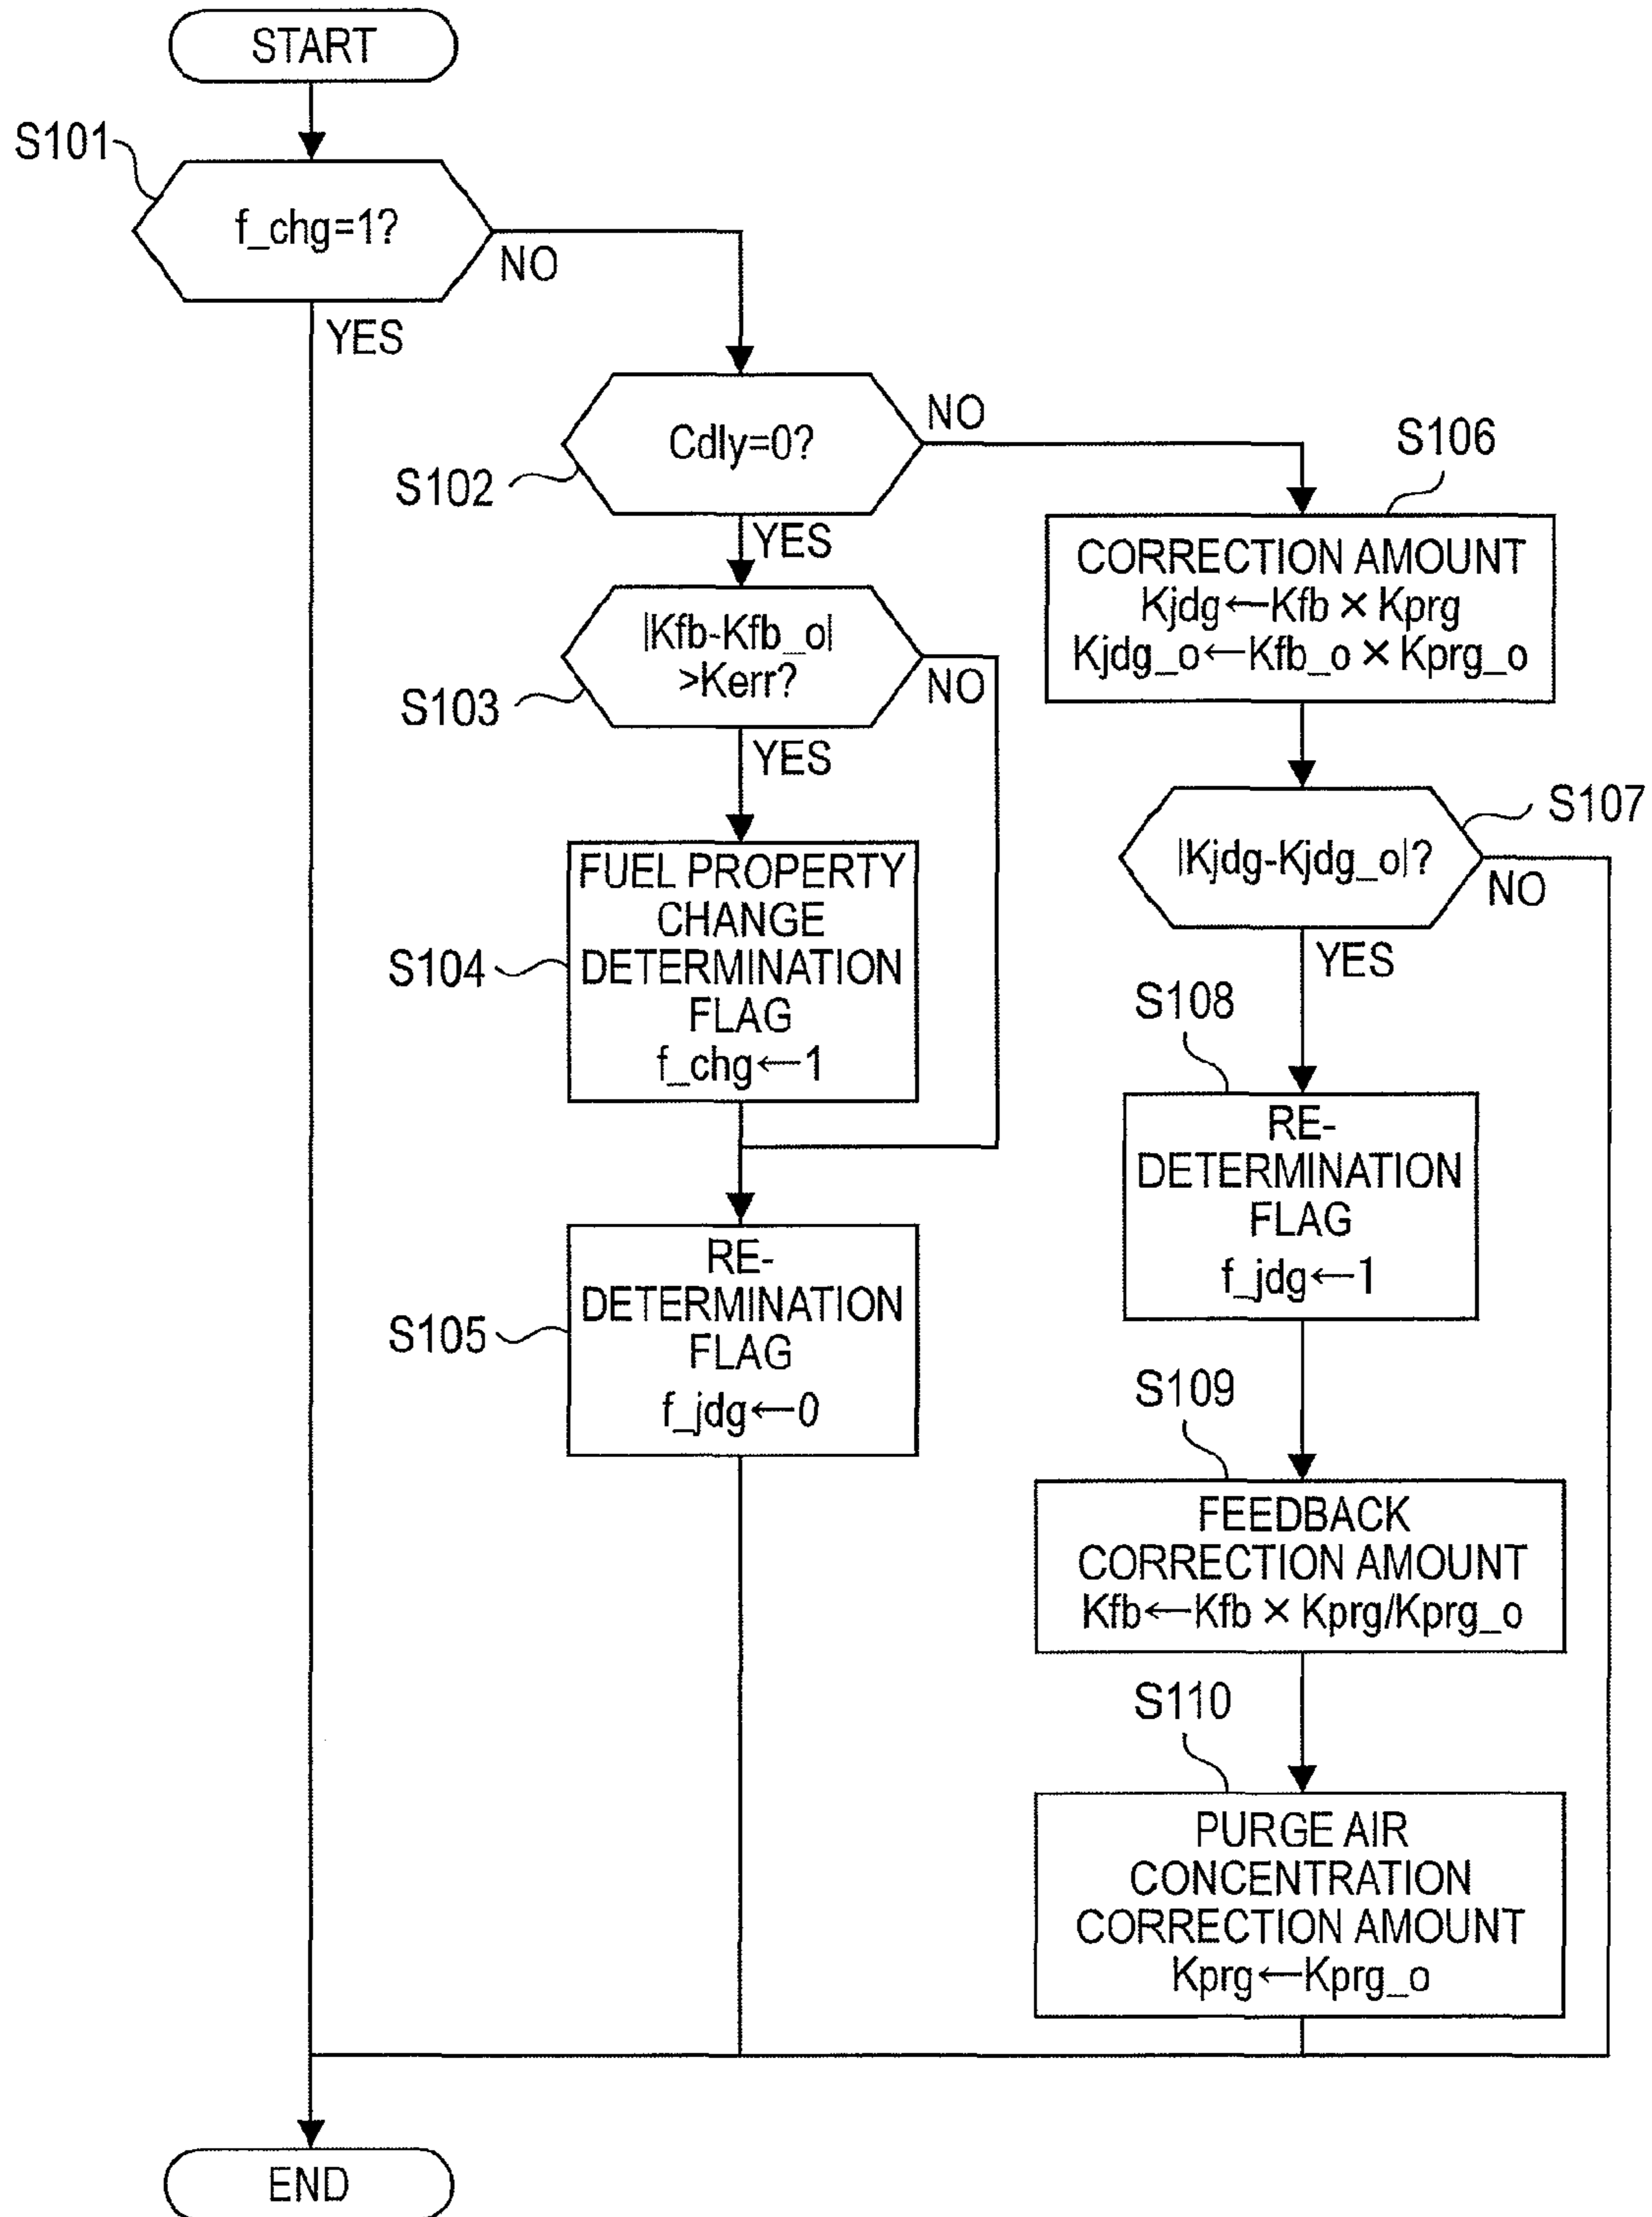 START
S101
f_chg=1?
NO
YES
Cdly=0?
NO
S102
YES
S106
CORRECTION AMOUNT
Kjdg←Kfb × Kprg
Kjdg_o←Kfb_o × Kprg_o
|Kfb-Kfb_o|
>Kerr?
S103
NO
YES
S107
|Kjdg-Kjdg_o|?
NO
YES
FUEL PROPERTY
CHANGE
DETERMINATION
FLAG
f_chg←1
S104
S108
RE-
DETERMINATION
FLAG
f_jdg←1
RE-
DETERMINATION
FLAG
f_jdg←0
S105
S109
FEEDBACK
CORRECTION AMOUNT
Kfb←Kfb × Kprg/Kprg_o
S110
PURGE AIR
CONCENTRATION
CORRECTION AMOUNT
Kprg←Kprg_o
END